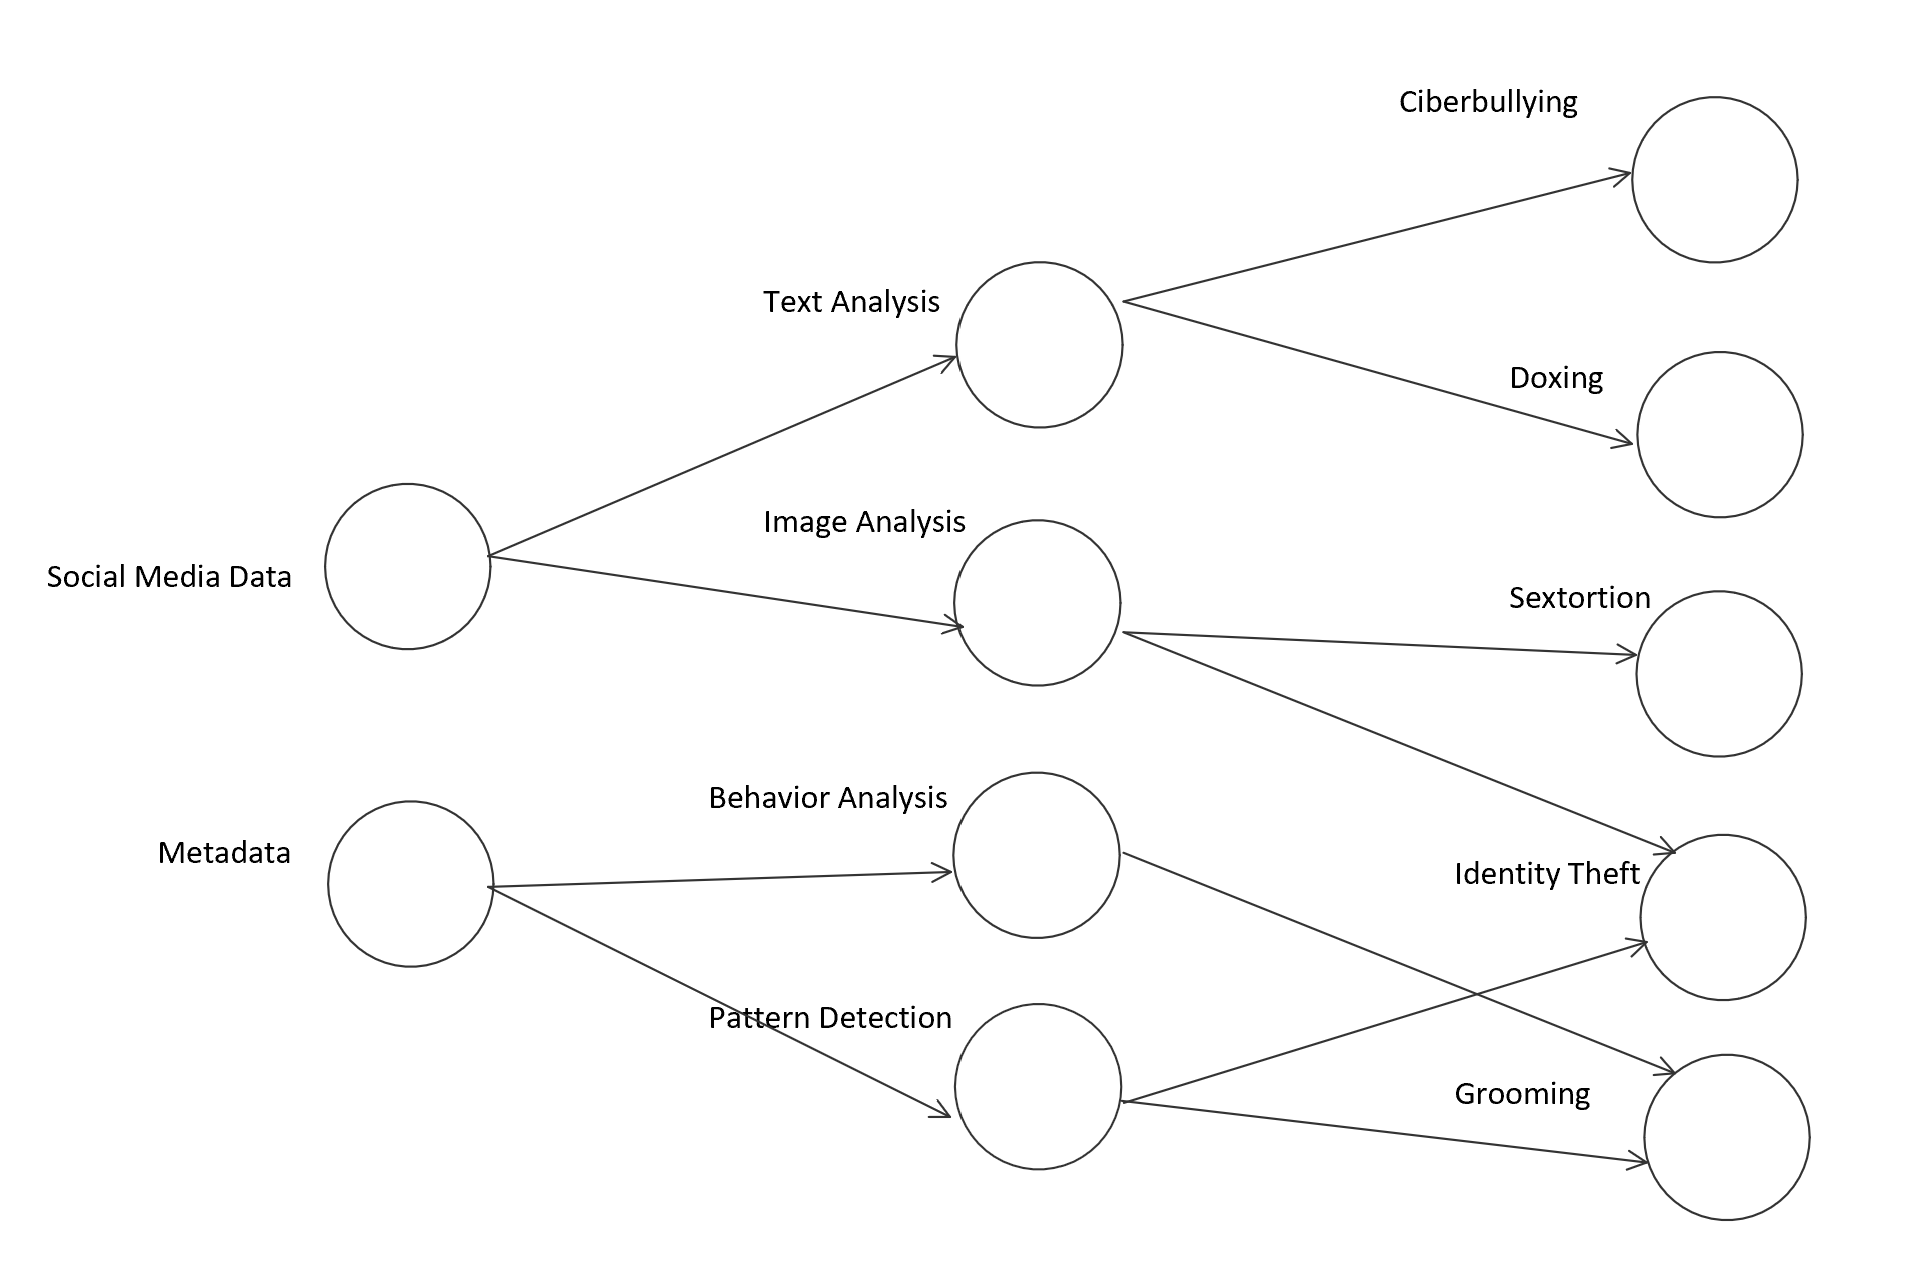 Ciberbullying
Text Analysis
Doxing
Image Analysis
Social Media Data
Sextortion
Behavior Analysis
Metadata
Identity Theft
Pattern Detection
Grooming